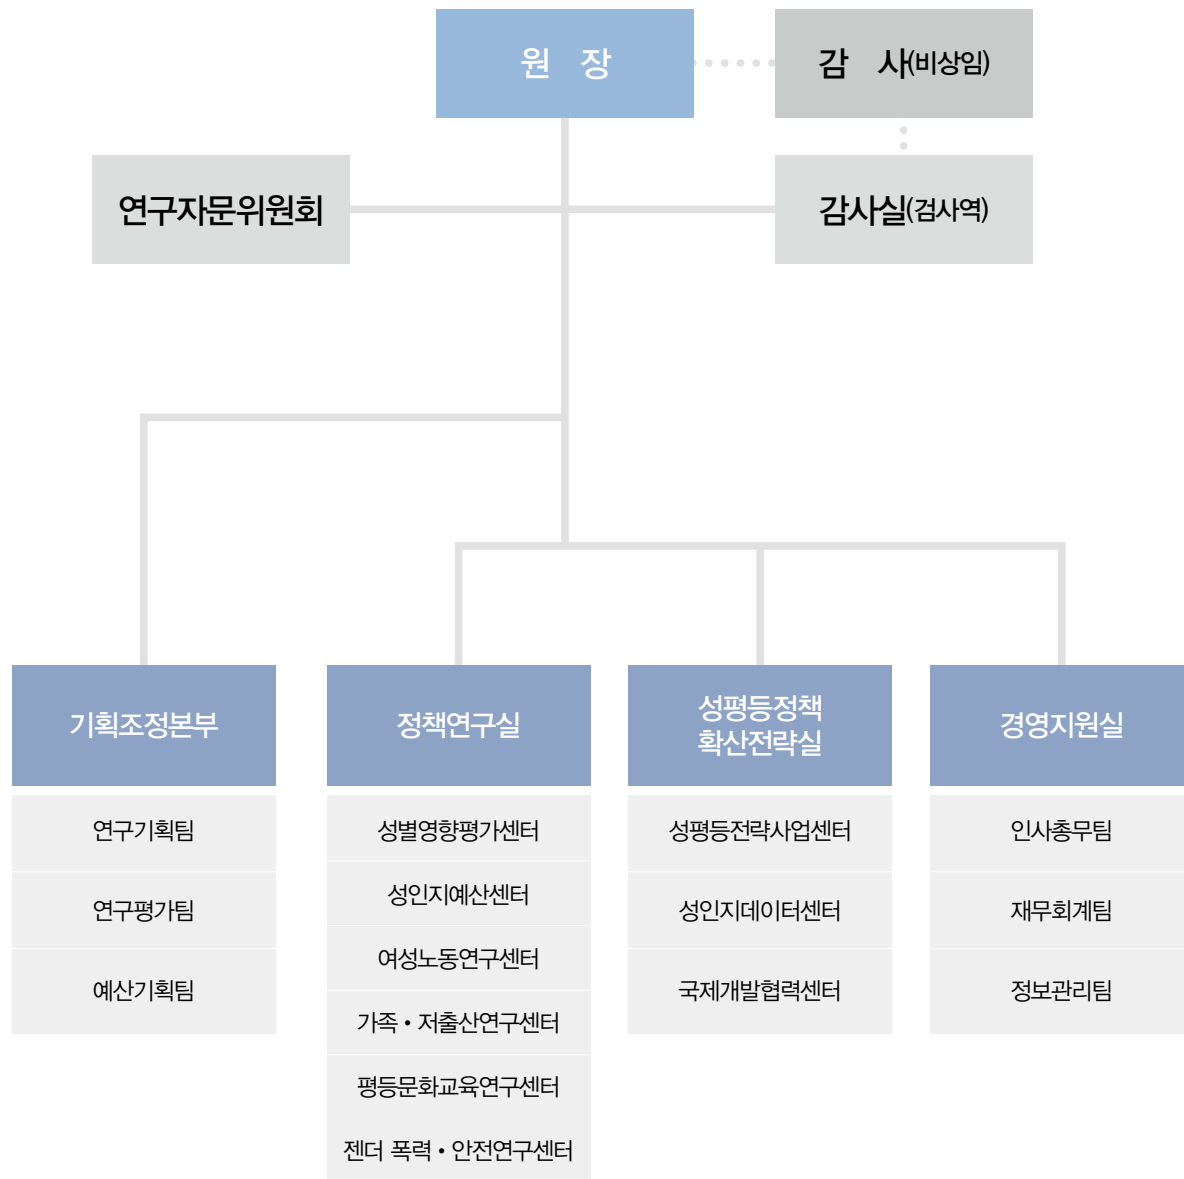 원 장
감 사(비상임)
연구자문위원회
감사실(검사역)
기획조정본부
연구기획팀
연구평가팀
예산기획팀
정책연구실
성별영향평가센터
성인지예산센터
여성노동연구센터
가족·저출산연구센터
평등문화교육연구센터
젠더 폭력·안전연구센터
성평등정책
확산전략실
성평등전략사업센터
성인지데이터센터
국제개발협력센터
경영지원실
인사총무팀
재무회계팀
정보관리팀